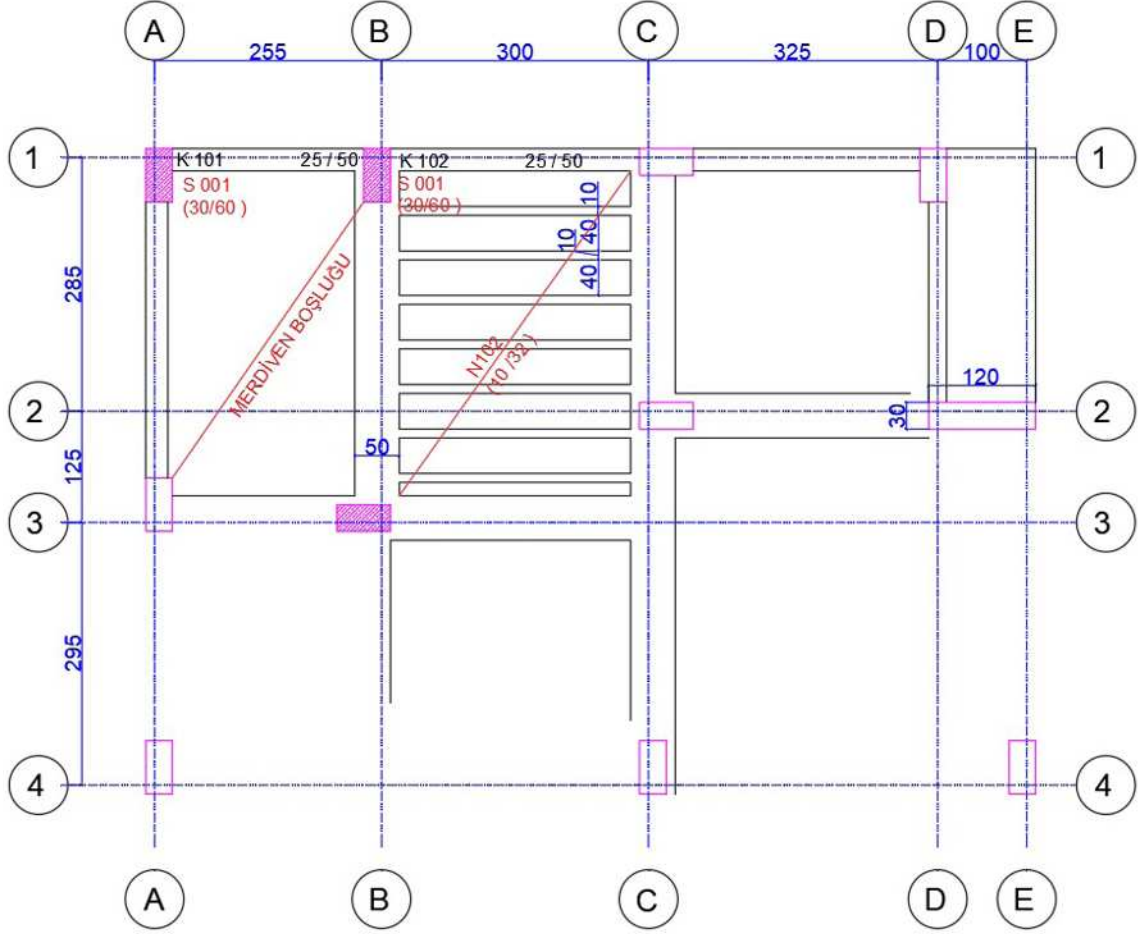 A B C D E
255 300 325 100
1 K 101 25 / 50 K 102 25 / 50 1
S 001 S 001
(30/60 ) (30/60 )
10
40
10
40
285
MERDİVEN BOŞLUĞU
N102
(10 /32 )
120
30
2 2
50
125
3 3
295
4 4
A B C D E